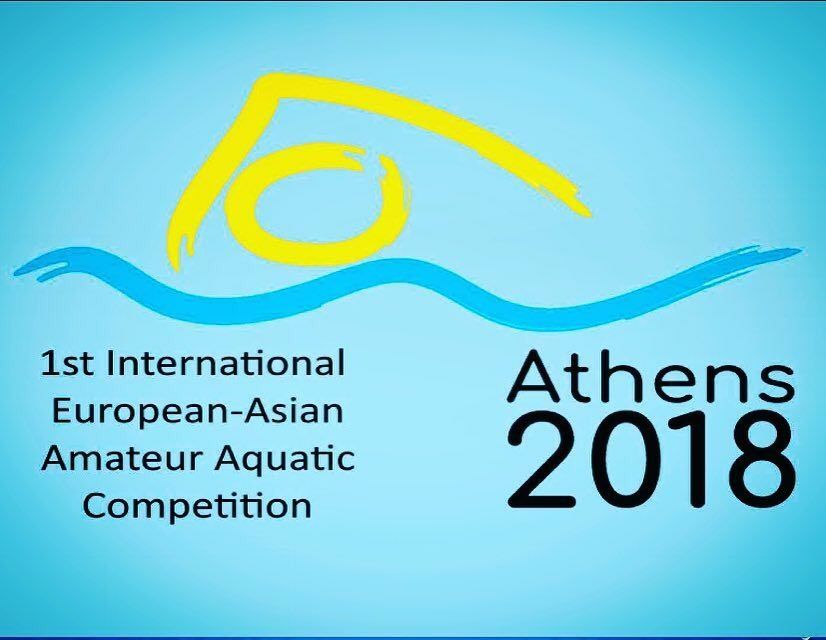 1st International
European-Asian
Amateur Aquatic
Competition
Athens
2018